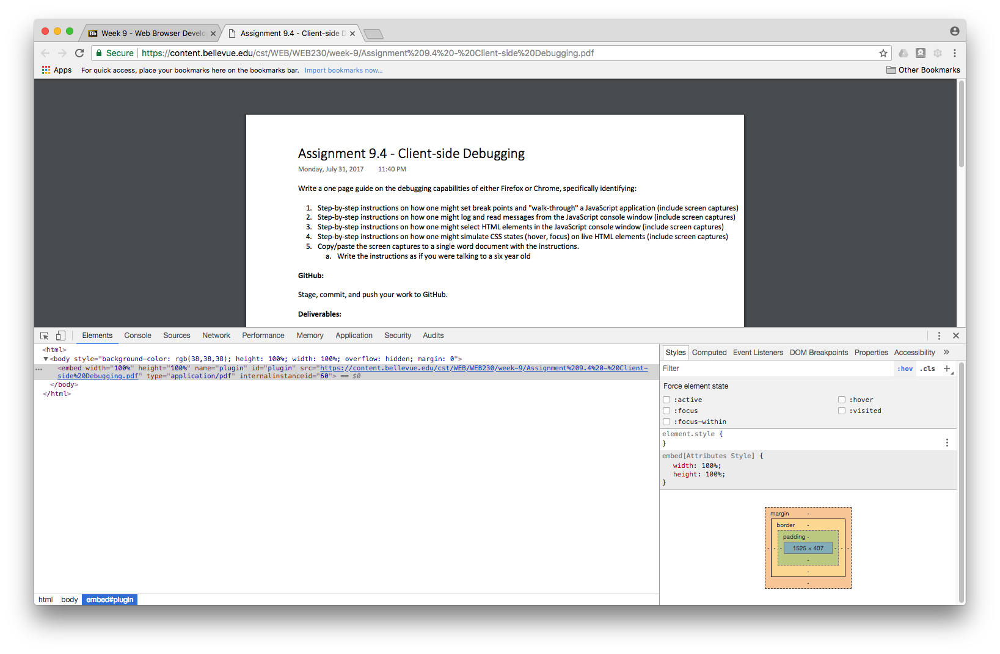 Bb Week 9 - Web Browser Develo
Assignment 9.4 - Client-side D
Secure https://content.bellevue.edu/cst/WEB/WEB230/week-9/Assignment%209.4%20-%20Client-side%20Debugging.pdf
Apps For quick access, place your bookmarks here on the bookmarks bar. Import bookmarks now... Other Bookmarks
Assignment 9.4 - Client-side Debugging
Monday, July 31, 2017 11:40 PM
Write a one page guide on the debugging capabilities of either Firefox or Chrome, specifically identifying:
1. Step-by-step instructions on how one might set break points and "walk-through" a JavaScript application (include screen captures)
2. Step-by-step instructions on how one might log and read messages from the JavaScript console window (include screen captures)
3. Step-by-step instructions on how one might select HTML elements in the JavaScript console window (include screen captures)
4. Step-by-step instructions on how one might simulate CSS states (hover, focus) on live HTML elements (include screen captures)
5. Copy/paste the screen captures to a single word document with the instructions.
a. Write the instructions as if you were talking to a six year old
GitHub:
Stage, commit, and push your work to GitHub.
Deliverables:
Elements Console Sources Network Performance Memory Application Security Audits
<html>
▼<body style="background-color: rgb(38,38,38); height: 100%; width: 100%; overflow: hidden; margin: 0">
… <embed width="100%" height="100%" name="plugin" id="plugin" src="https://content.bellevue.edu/cst/WEB/WEB230/week-9/Assignment%209.4%20-%20Client-
side%20Debugging.pdf" type="application/pdf" internalinstanceid="60"> == $0
</body>
</html>
html body embed#plugin
Styles Computed Event Listeners DOM Breakpoints Properties Accessibility »
Filter :hov .cls +
Force element state
:active :hover
:focus :visited
:focus-within
element.style {
}
embed[Attributes Style] {
width: 100%;
height: 100%;
}
margin -
border -
padding -
- - - 1525 × 407 - - -
-
-
-